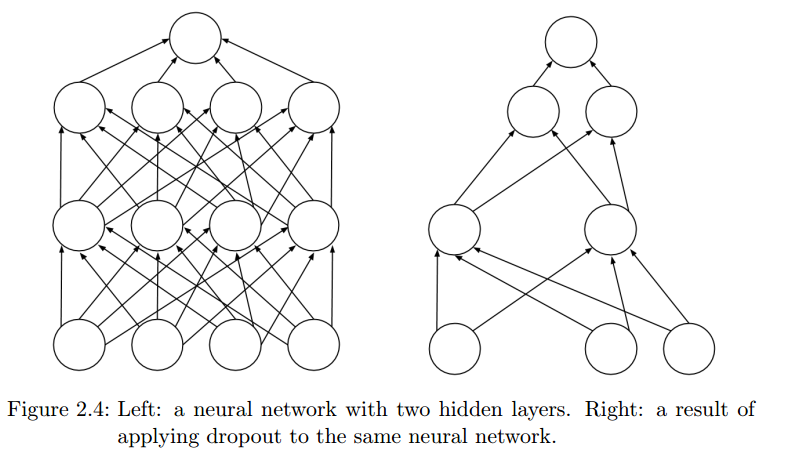 Figure 2.4: Left: a neural network with two hidden layers. Right: a result of
applying dropout to the same neural network.